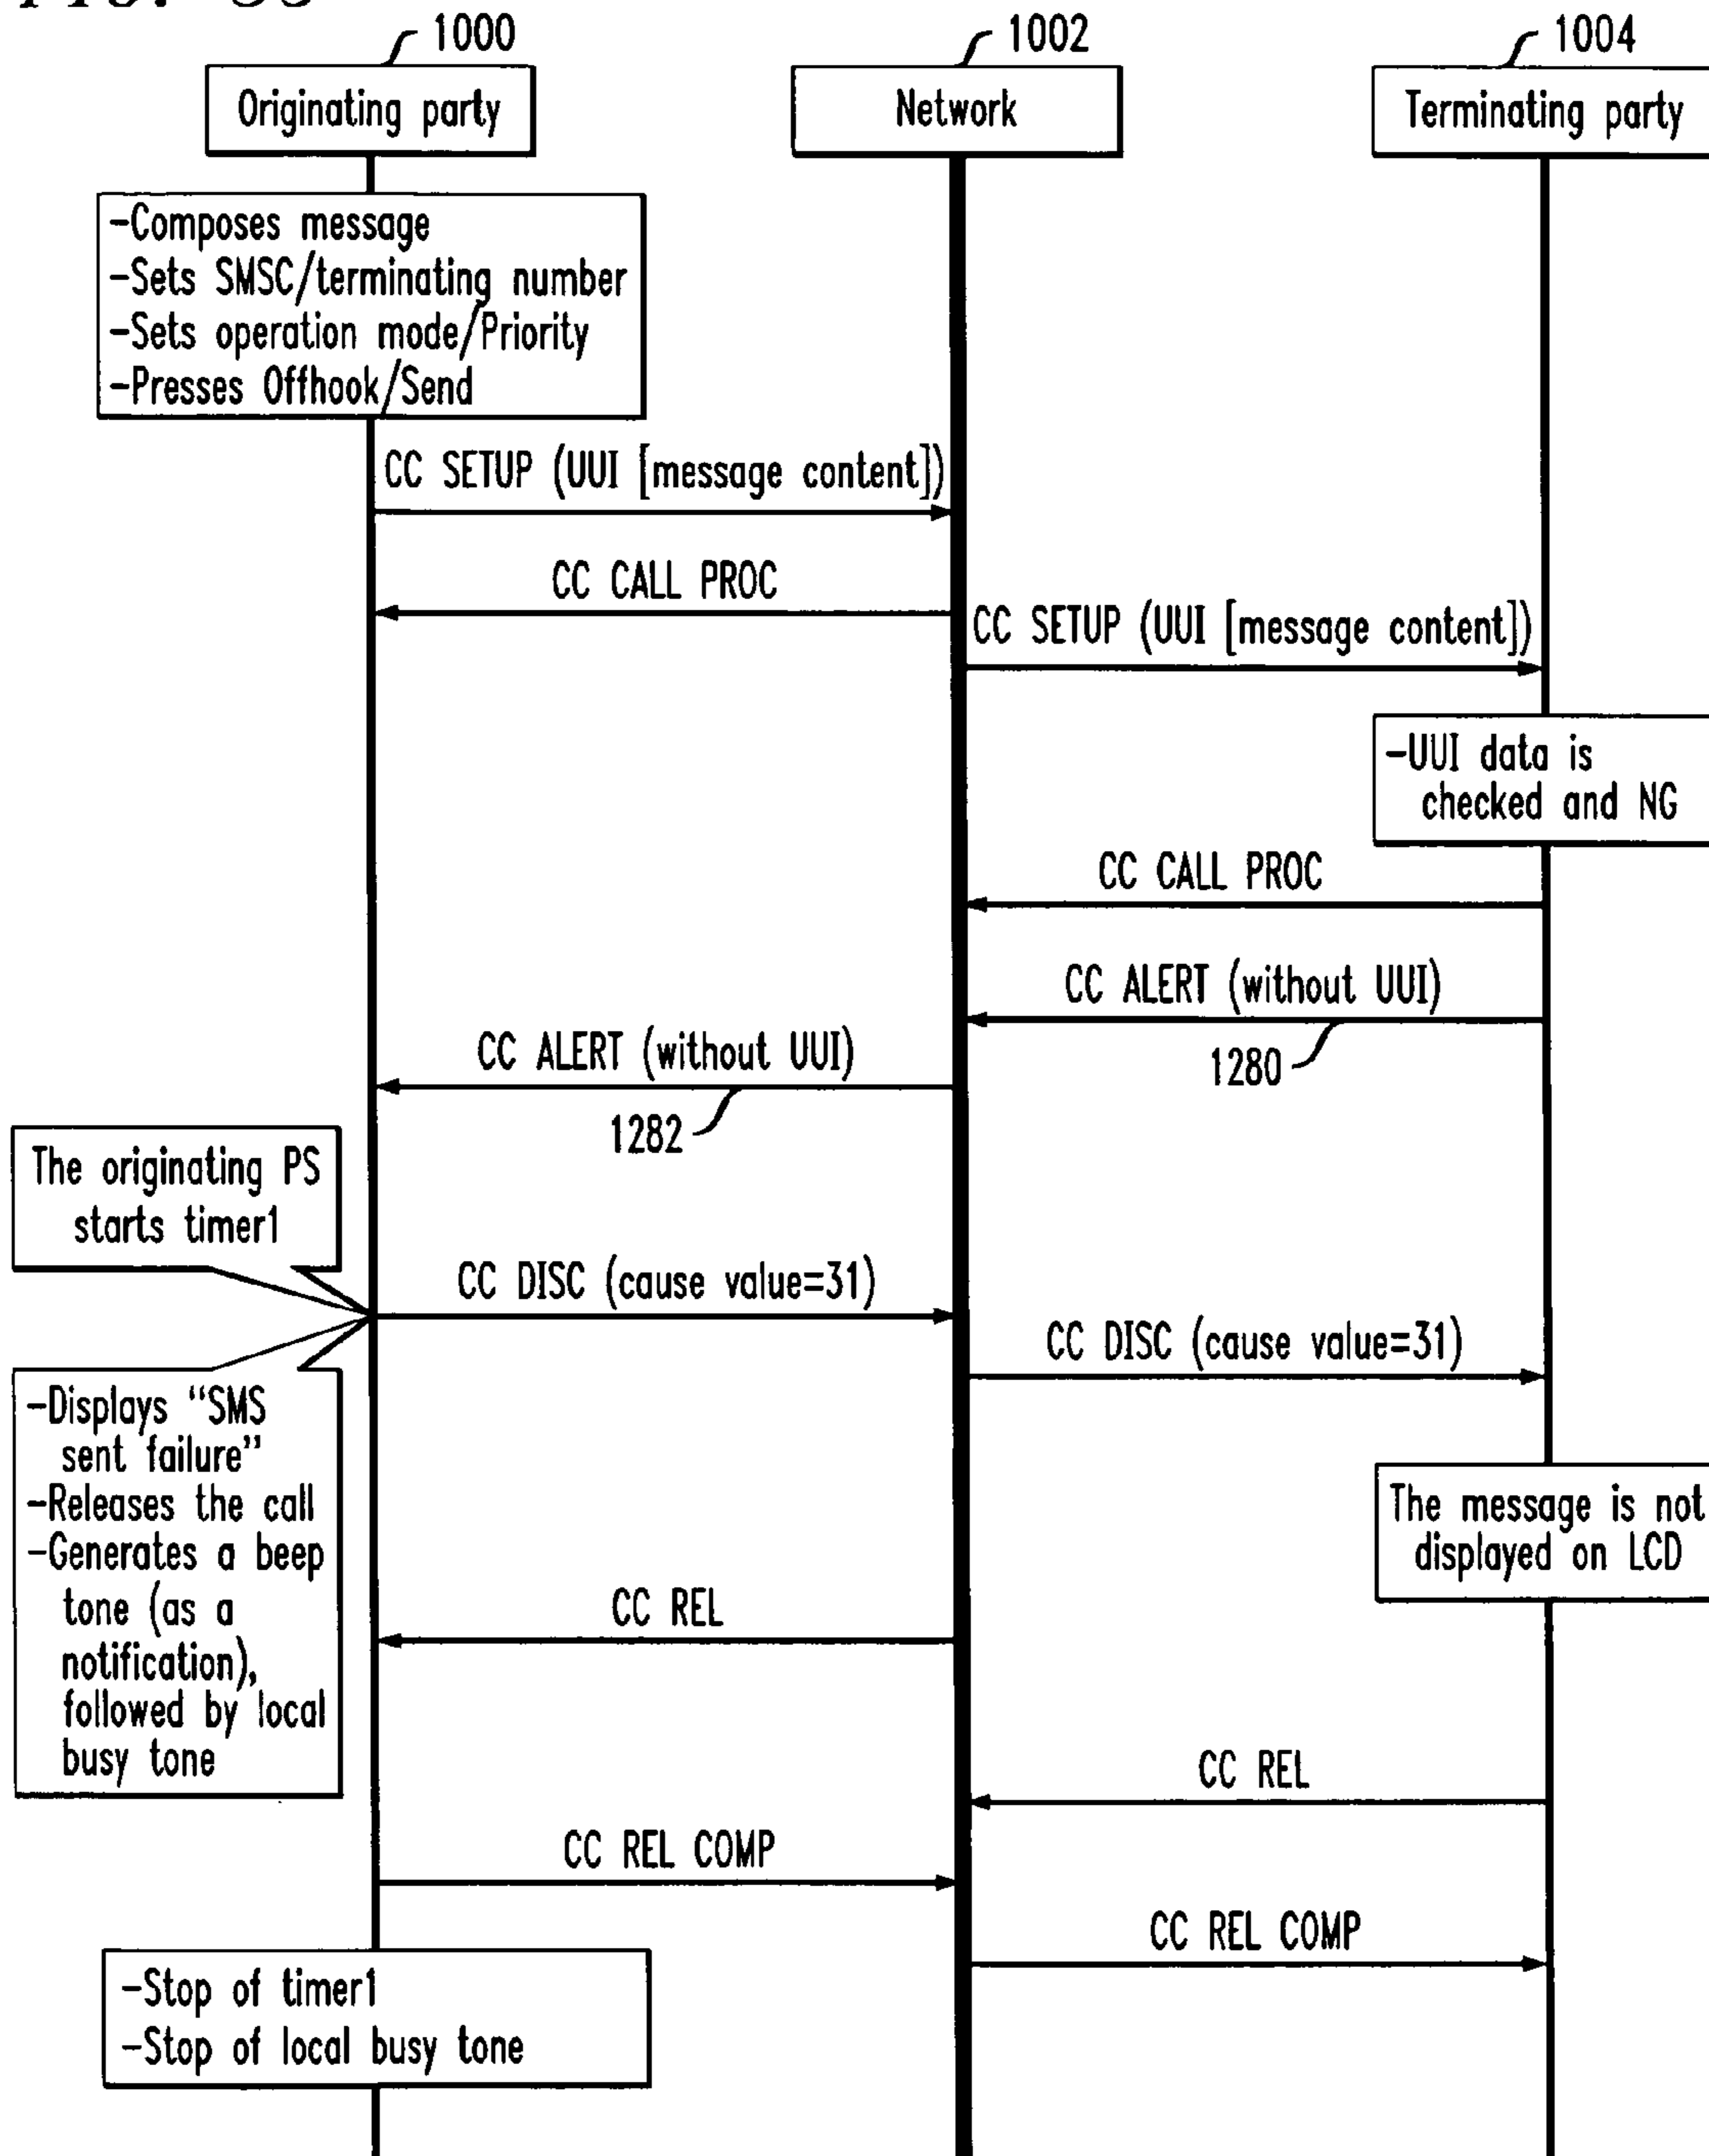 1000
1002
1004
Originating party
Network
Terminating party
-Composes message
-Sets SMSC/terminating number
-Sets operation mode/Priority
-Presses Offhook/Send
CC SETUP (UUI [message content])
CC CALL PROC
CC SETUP (UUI [message content])
-UUI data is
checked and NG
CC CALL PROC
CC ALERT (without UUI)
1280
CC ALERT (without UUI)
1282
The originating PS
starts timer1
CC DISC (cause value=31)
CC DISC (cause value=31)
-Displays “SMS
sent failure”
-Releases the call
-Generates a beep
tone (as a
notification),
followed by local
busy tone
The message is not
displayed on LCD
CC REL
CC REL
CC REL COMP
CC REL COMP
-Stop of timer1
-Stop of local busy tone